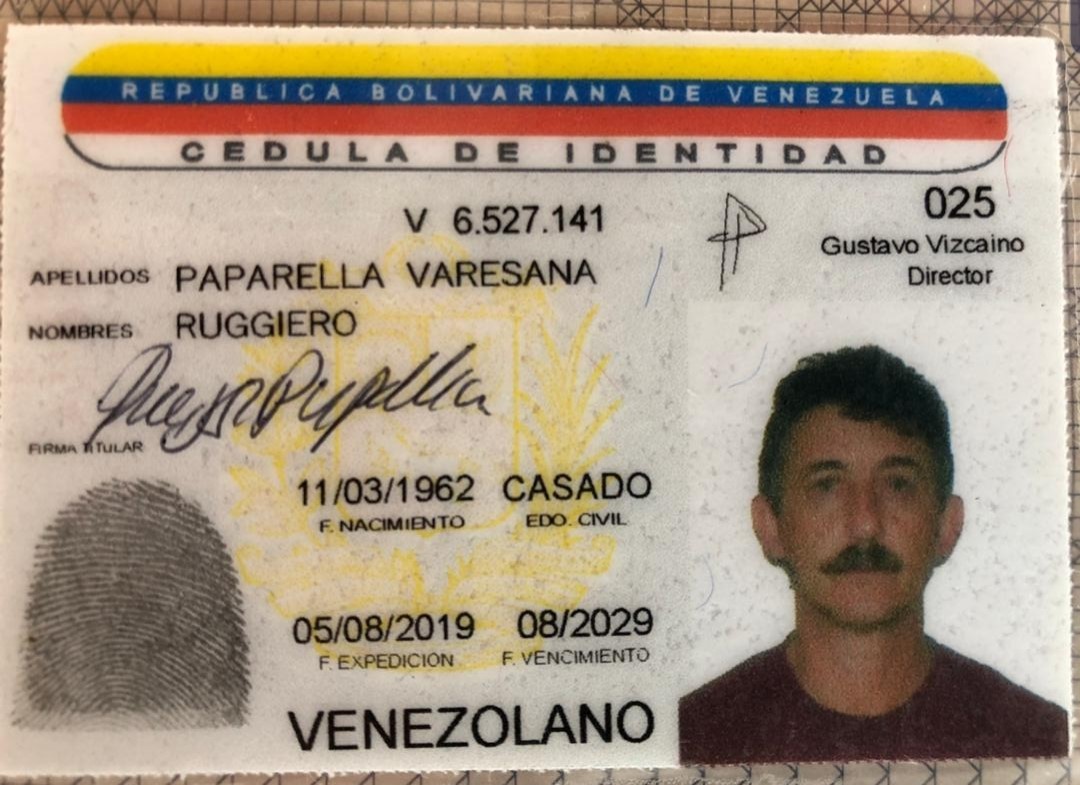 REPUBLICA BOLIVARIANA DE VENEZUELA
CEDULA DE IDENTIDAD
V 6.527.141
025
Gustavo Vizcaino
Director
APELLIDOS PAPARELLA VARESANA
NOMBRES RUGGIERO
FIRMA TITULAR
11/03/1962 CASADO
F. NACIMIENTO EDO. CIVIL
05/08/2019 08/2029
F. EXPEDICION F. VENCIMIENTO
VENEZOLANO